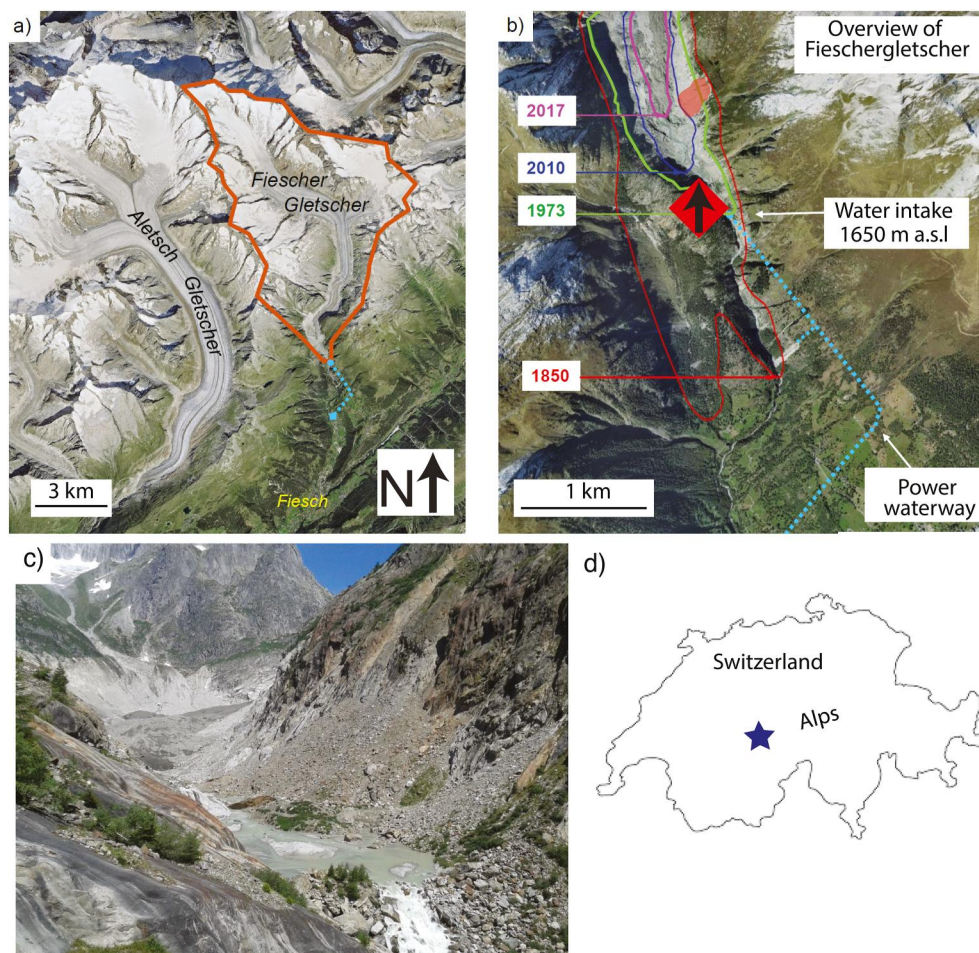 a)
Fiescher
Gletscher
Aletsch Gletscher
3 km
Fiesch
N
b)
Overview of
Fieschergletscher
2017
2010
1973
Water intake
1650 m a.s.l
1850
1 km
Power
waterway
c)
d)
Switzerland
Alps